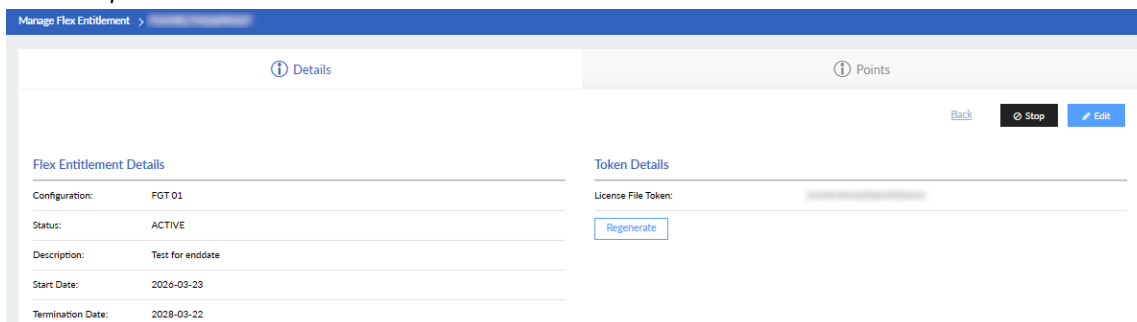 Manage Flex Entitlement >
Details
Points
Back
Stop
Edit
Flex Entitlement Details
Configuration: FGT 01
Status: ACTIVE
Description: Test for enddate
Start Date: 2026-03-23
Termination Date: 2028-03-22
Token Details
License File Token:
Regenerate